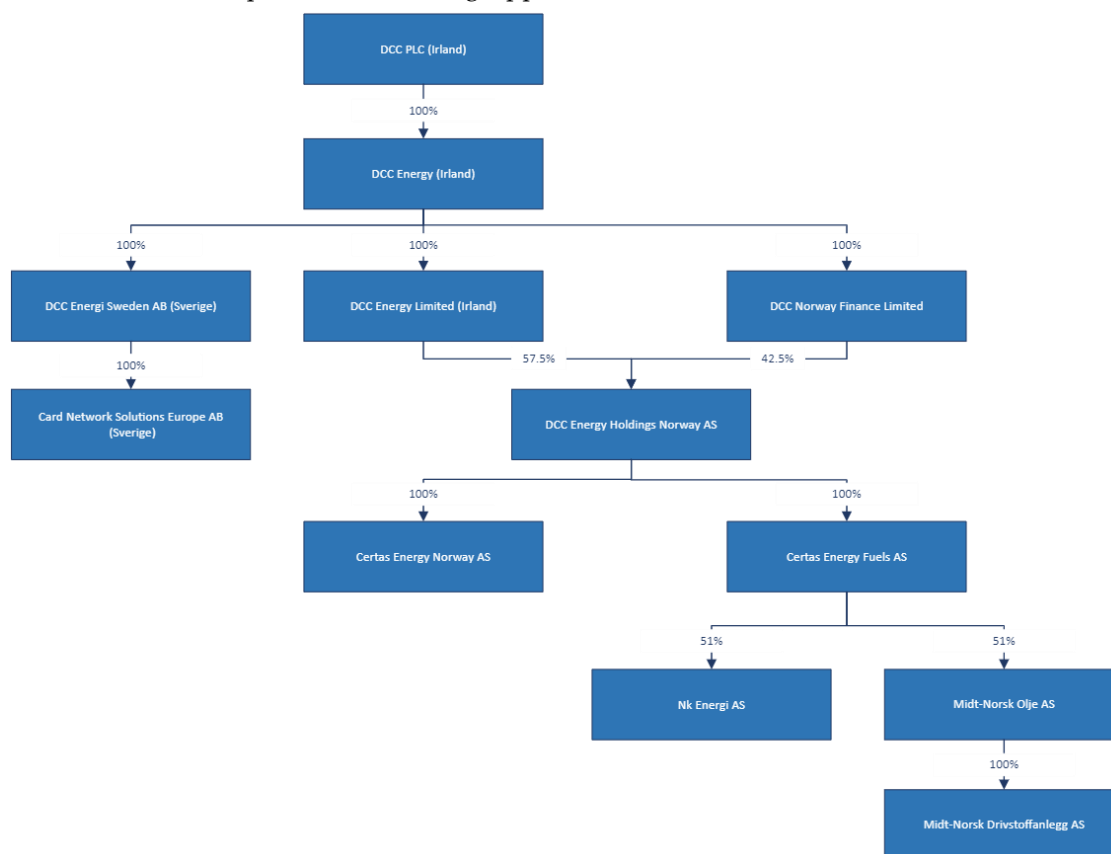 DCC PLC (Irland)
100%
DCC Energy (Irland)
100%
100%
100%
DCC Energi Sweden AB (Sverige)
DCC Energy Limited (Irland)
DCC Norway Finance Limited
100%
57.5%
42.5%
Card Network Solutions Europe AB
(Sverige)
DCC Energy Holdings Norway AS
100%
100%
Certas Energy Norway AS
Certas Energy Fuels AS
51%
51%
Nk Energi AS
Midt-Norsk Olje AS
100%
Midt-Norsk Drivstoffanlegg AS